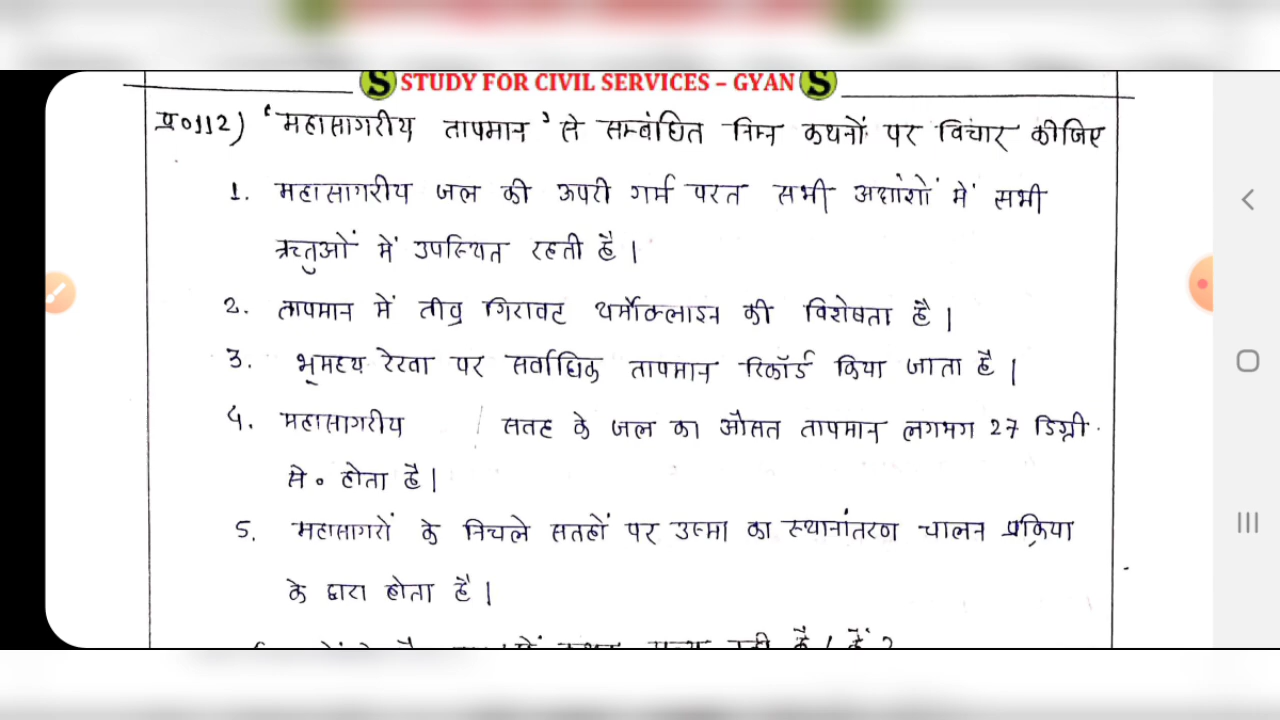 STUDY FOR CIVIL SERVICES – GYAN
प्र०112) 'महासागरीय तापमान' से सम्बंधित निम्न कथनों पर विचार कीजिए
1. महासागरीय जल की ऊपरी गर्म परत सभी अक्षांशों में सभी
ऋतुओं में उपस्थित रहती है।
2. तापमान में तीव्र गिरावट थर्मोक्लाइन की विशेषता है।
3. भूमध्य रेखा पर सर्वाधिक तापमान रिकॉर्ड किया जाता है।
4. महासागरीय सतह के जल का औसत तापमान लगभग 27 डिग्री
से० होता है।
5. महासागरों के निचले सतहों पर उष्मा का स्थानांतरण चालन प्रक्रिया
के द्वारा होता है।